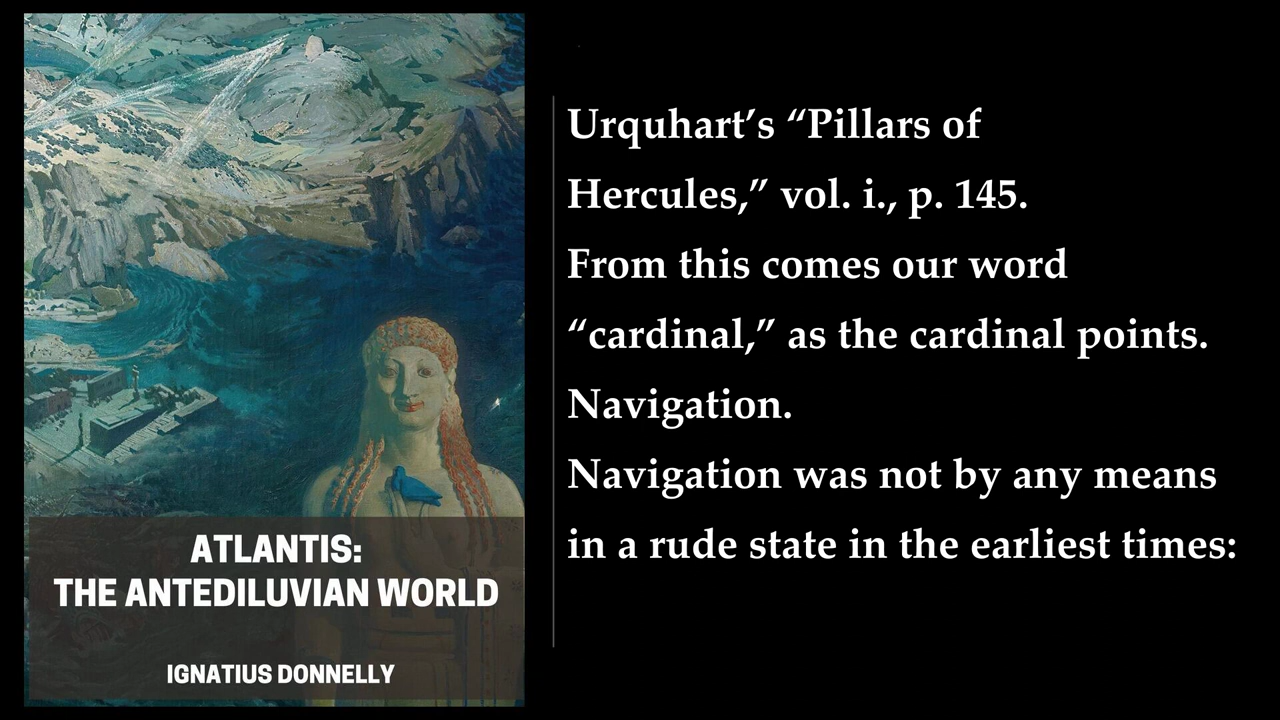 ATLANTIS:
THE ANTEDILUVIAN WORLD
IGNATIUS DONNELLY
Urquhart’s “Pillars of
Hercules,” vol. i., p. 145.
From this comes our word
“cardinal,” as the cardinal points.
Navigation.
Navigation was not by any means
in a rude state in the earliest times: